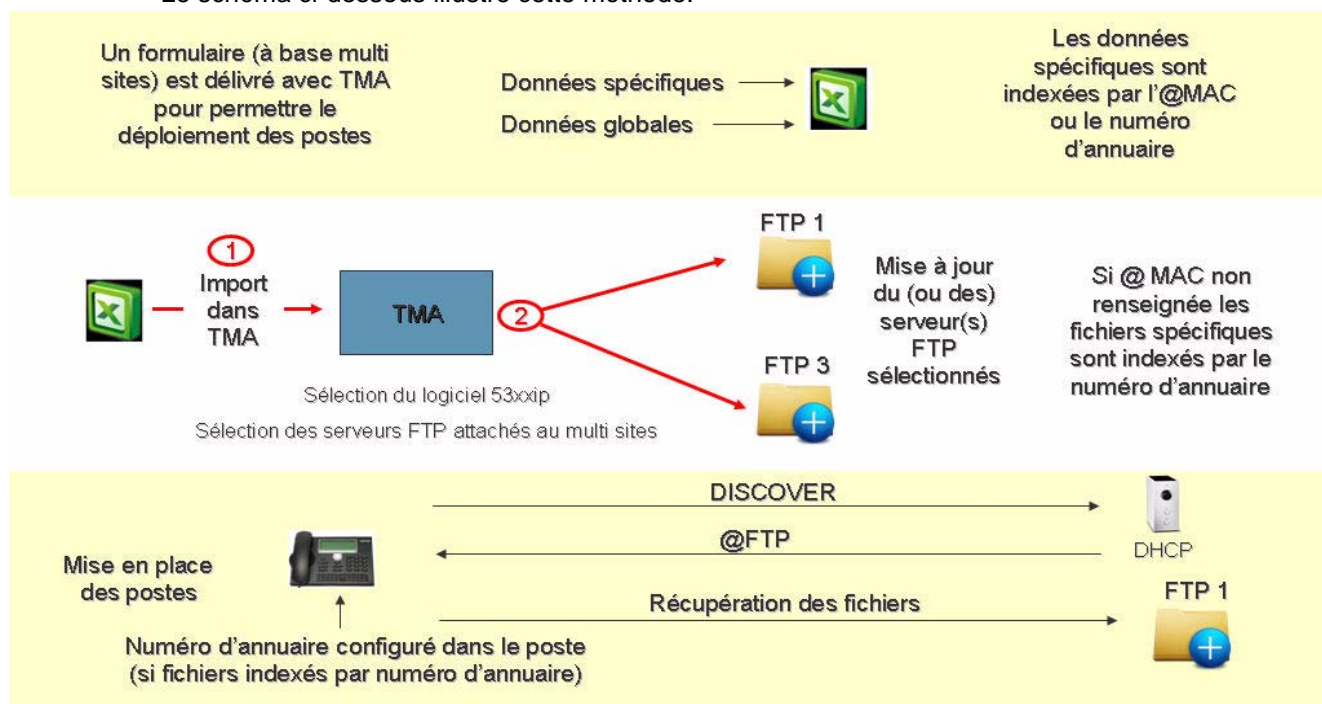 Le schéma ci-dessous illustre cette méthode.
Un formulaire (à base multi
sites) est délivré avec TMA
pour permettre le
déploiement des postes
Données spécifiques
Données globales
Les données
spécifiques sont
indexées par l'@MAC
ou le numéro
d'annuaire
1
Import
dans
TMA
TMA
2
Sélection du logiciel 53xxip
Sélection des serveurs FTP attachés au multi sites
FTP 1
FTP 3
Mise à jour
du (ou des)
serveur(s)
FTP
sélectionnés
Si @ MAC non
renseignée les
fichiers spécifiques
sont indexés par le
numéro d'annuaire
Mise en place
des postes
DISCOVER
@FTP
DHCP
Récupération des fichiers
FTP 1
Numéro d'annuaire configuré dans le poste
(si fichiers indexés par numéro d'annuaire)